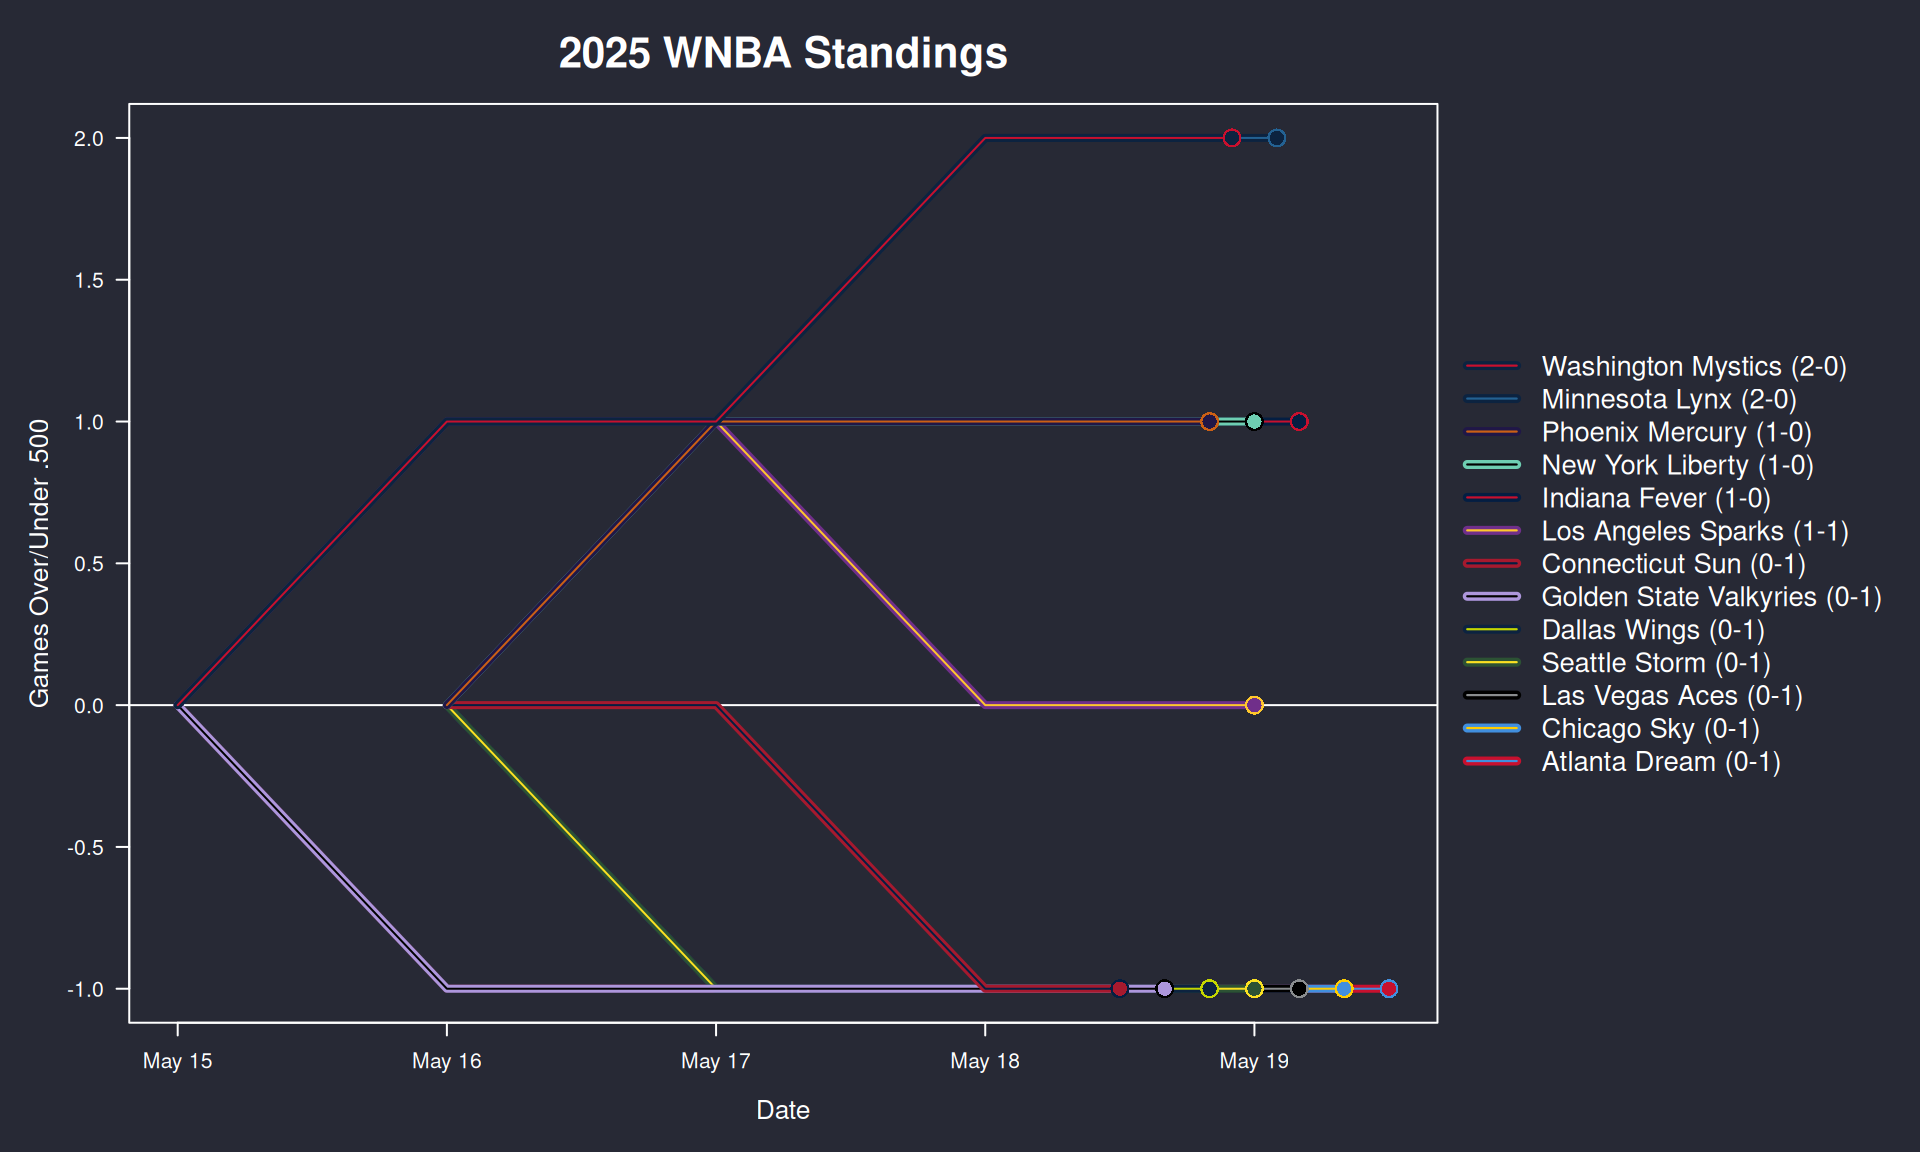 2025 WNBA Standings
Games Over/Under .500
2.0
1.5
1.0
0.5
0.0
-0.5
-1.0
May 15
May 16
May 17
May 18
May 19
Date
Washington Mystics (2-0)
Minnesota Lynx (2-0)
Phoenix Mercury (1-0)
New York Liberty (1-0)
Indiana Fever (1-0)
Los Angeles Sparks (1-1)
Connecticut Sun (0-1)
Golden State Valkyries (0-1)
Dallas Wings (0-1)
Seattle Storm (0-1)
Las Vegas Aces (0-1)
Chicago Sky (0-1)
Atlanta Dream (0-1)